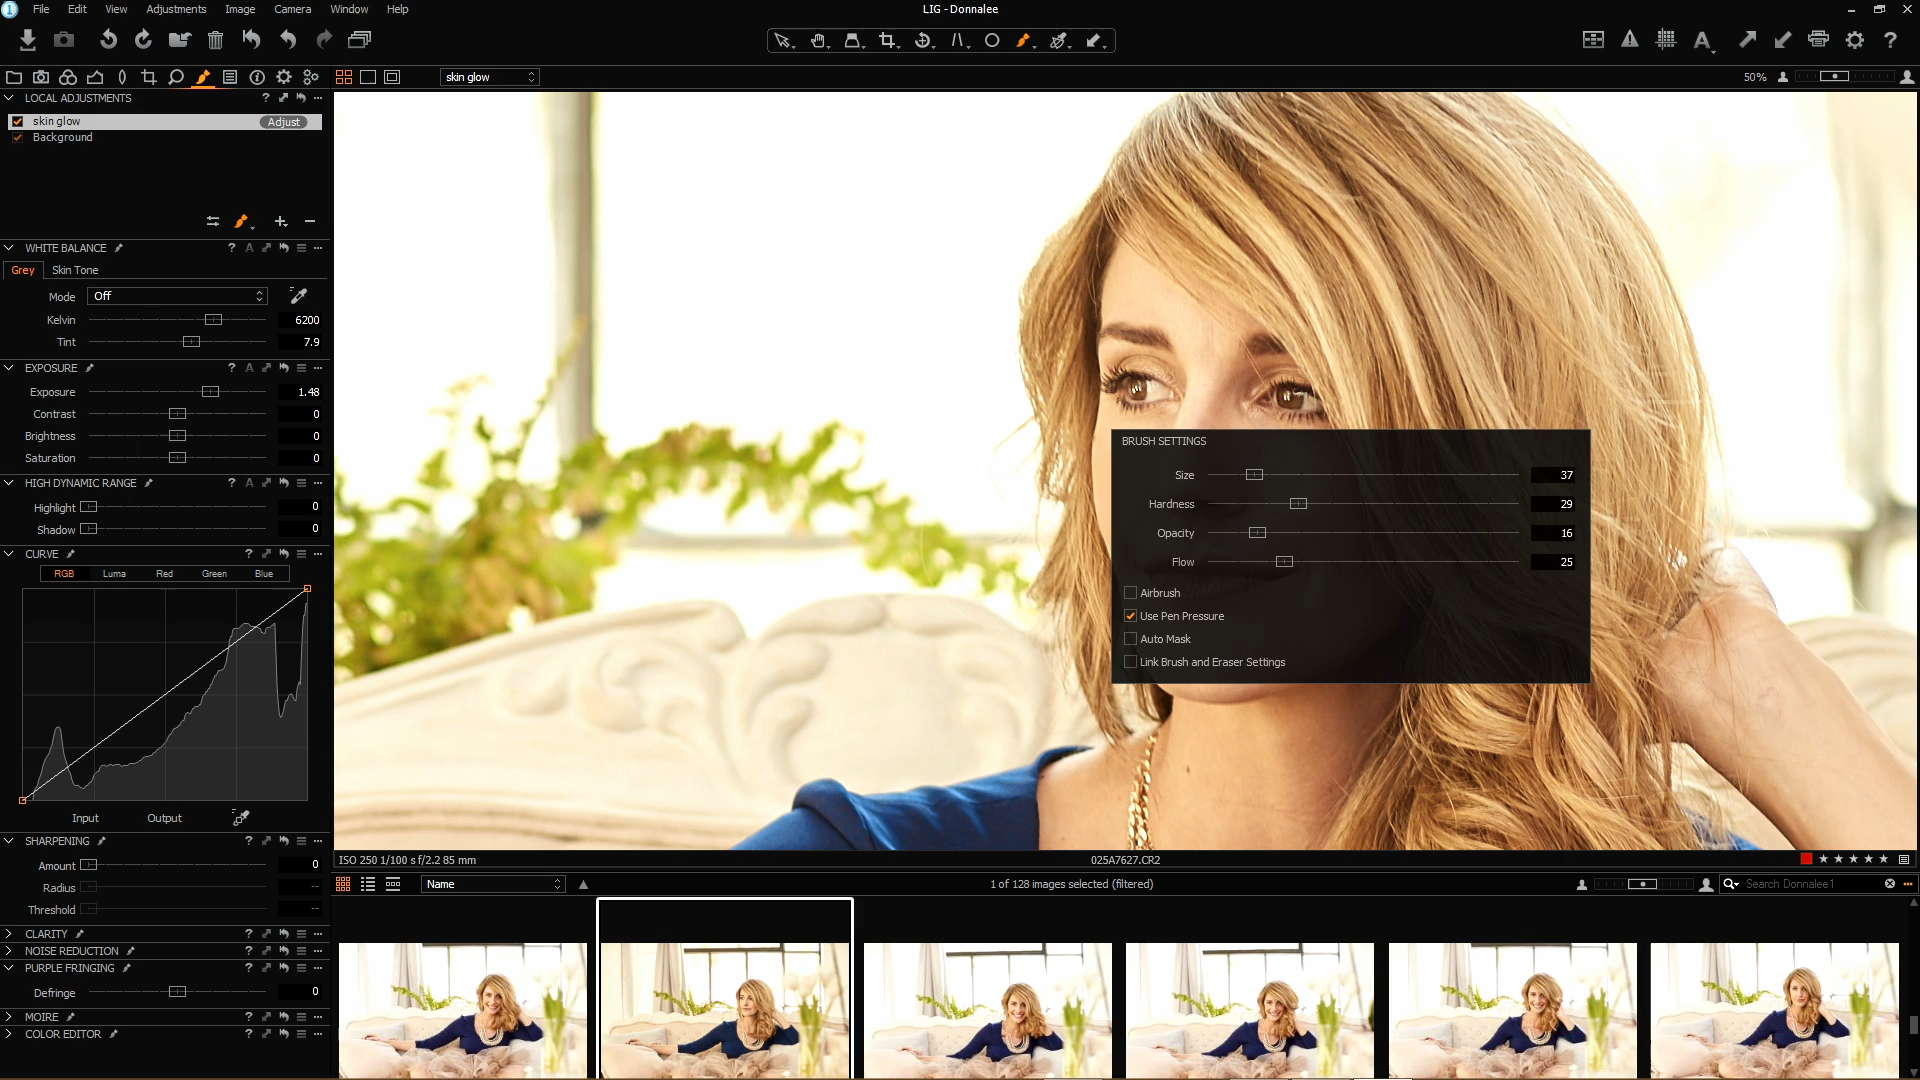 1 File Edit View Adjustments Image Camera Window Help
LIG - Donnalee
A ?
skin glow
50%
LOCAL ADJUSTMENTS ? ...
skin glow Adjust
Background
WHITE BALANCE ? A ...
Grey Skin Tone
Mode Off
Kelvin 6200
Tint 7.9
EXPOSURE ? A ...
Exposure 1.48
Contrast 0
Brightness 0
Saturation 0
HIGH DYNAMIC RANGE ? A ...
Highlight 0
Shadow 0
CURVE ? ...
RGB Luma Red Green Blue
Input Output
SHARPENING ? ...
Amount 0
Radius --
Threshold --
CLARITY ? ...
NOISE REDUCTION ? ...
PURPLE FRINGING ? ...
Defringe 0
MOIRE ? ...
COLOR EDITOR ? ...
BRUSH SETTINGS
Size 37
Hardness 29
Opacity 16
Flow 25
Airbrush
Use Pen Pressure
Auto Mask
Link Brush and Eraser Settings
ISO 250 1/100 s f/2.2 85 mm
025A7627.CR2
Name
1 of 128 images selected (filtered)
Search Donnalee1